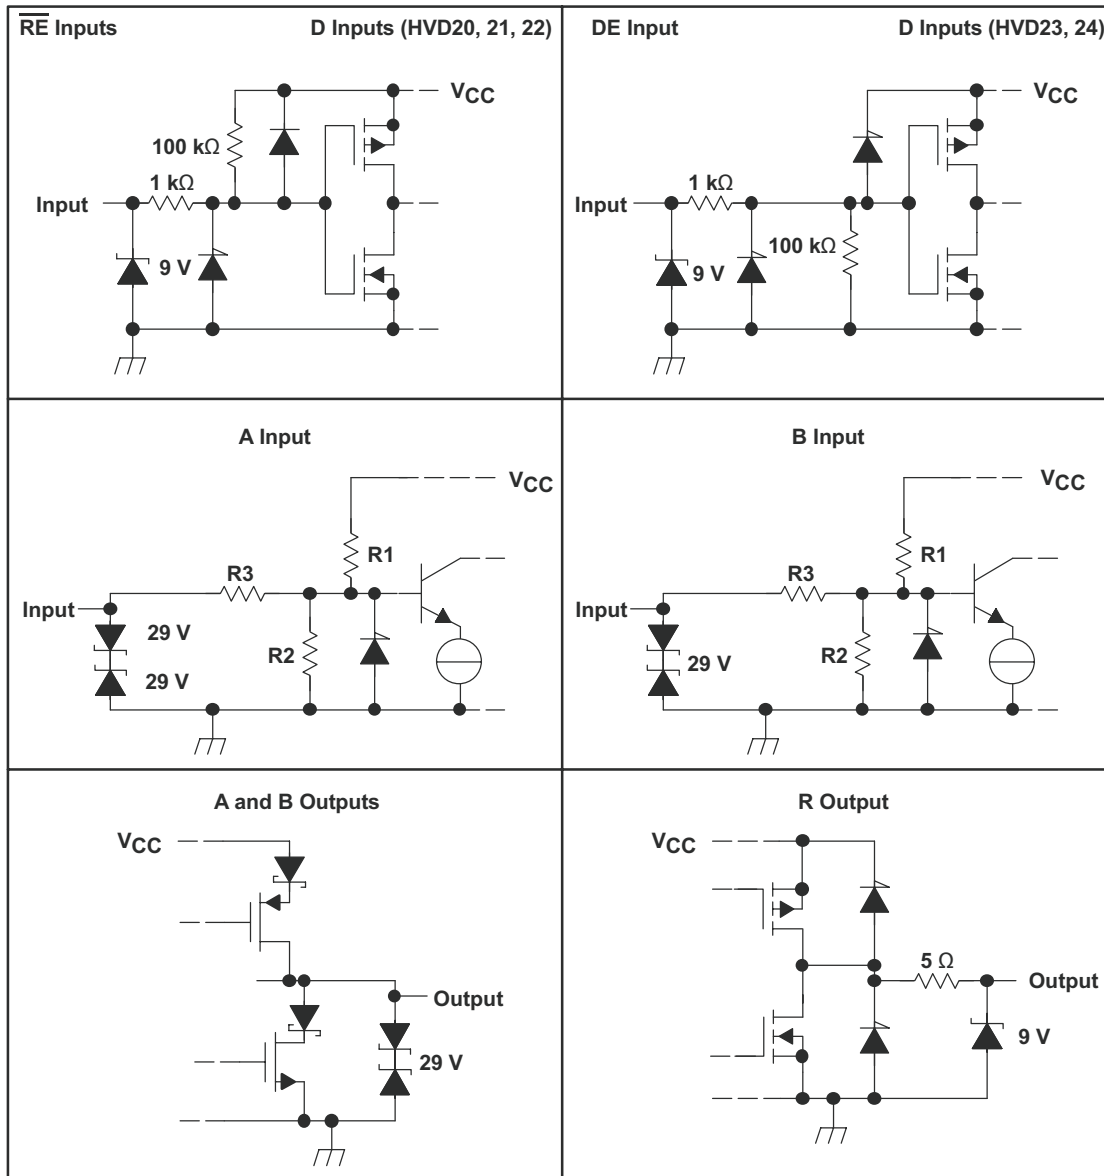 RE Inputs D Inputs (HVD20, 21, 22)
VCC
100 kΩ
1 kΩ
Input
9 V
DE Input D Inputs (HVD23, 24)
VCC
1 kΩ
Input
100 kΩ
9 V
A Input
VCC
R1
R3
Input
29 V
R2
29 V
B Input
VCC
R1
R3
Input
29 V
R2
A and B Outputs
VCC
Output
29 V
R Output
VCC
5 Ω
Output
9 V